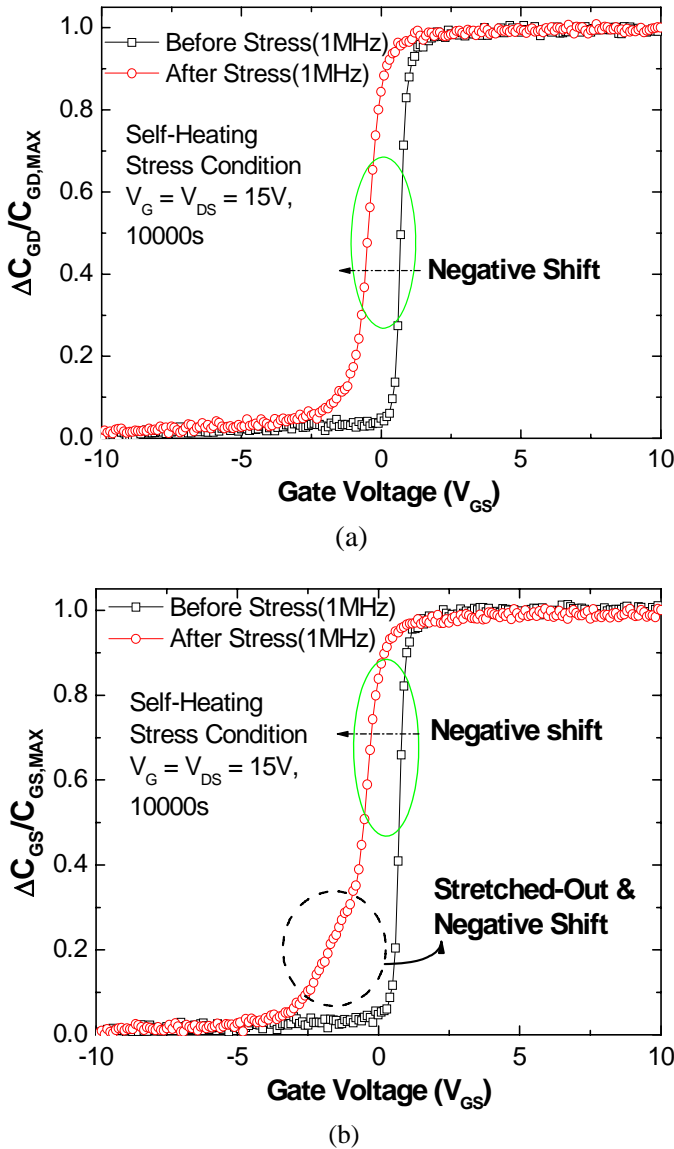 Before Stress(1MHz)
After Stress(1MHz)
Self-Heating
Stress Condition
V_G = V_DS = 15V,
10000s
Negative Shift
ΔC_GD/C_GD,MAX
1.0
0.8
0.6
0.4
0.2
0.0
-10 -5 0 5 10
Gate Voltage (V_GS)
(a)
Before Stress(1MHz)
After Stress(1MHz)
Self-Heating
Stress Condition
V_G = V_DS = 15V,
10000s
Negative shift
Stretched-Out &
Negative Shift
ΔC_GS/C_GS,MAX
1.0
0.8
0.6
0.4
0.2
0.0
-10 -5 0 5 10
Gate Voltage (V_GS)
(b)